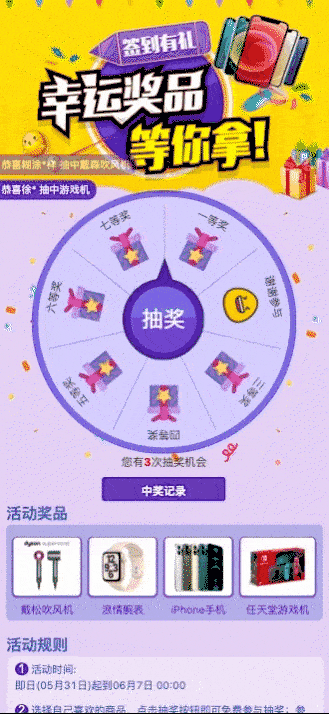 签到有礼
幸运奖品
等你拿!
恭喜糊涂*样 抽中戴森吹风机
恭喜徐* 抽中游戏机
七等奖
一等奖
六等奖
谢谢参与
抽奖
五等奖
三等奖
四等奖
您有3次抽奖机会
中奖记录
活动奖品
dyson supersonic
戴松吹风机
浪情腕表
iPhone手机
任天堂游戏机
活动规则
1 活动时间:
即日(05月31日)起到06月7日 00:00
2 选择自己喜欢的商品,点击抽奖按钮即可免费参与抽奖;参